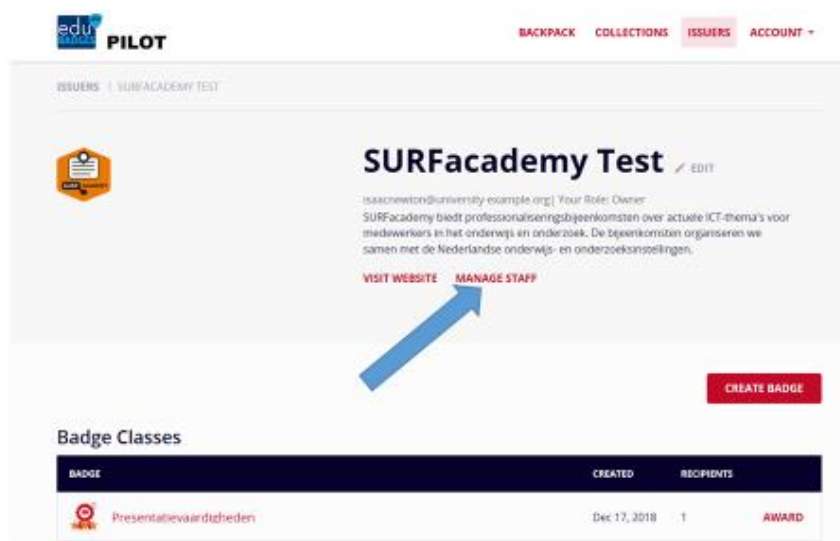 edu
BADGES
PILOT
BACKPACK COLLECTIONS ISSUERS ACCOUNT
ISSUERS | SURFACADEMY TEST
SURFacademy Test EDIT
isaacnewton@university-example.org| Your Role: Owner
SURFacademy biedt professionaliseringsbijeenkomsten over actuele ICT-thema's voor
medewerkers in het onderwijs en onderzoek. De bijeenkomsten organiseren we
samen met de Nederlandse onderwijs- en onderzoeksinstellingen.
VISIT WEBSITE MANAGE STAFF
CREATE BADGE
Badge Classes
BADGE CREATED RECIPIENTS
Presentatievaardigheden Dec 17, 2018 1 AWARD